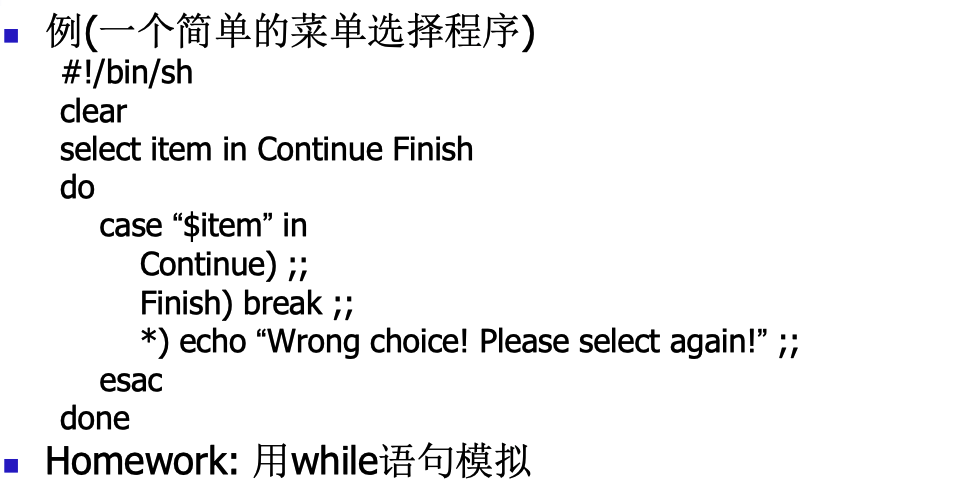 例(一个简单的菜单选择程序)
#!/bin/sh
clear
select item in Continue Finish
do
case “$item” in
Continue) ;;
Finish) break ;;
*) echo “Wrong choice! Please select again!” ;;
esac
done
Homework: 用while语句模拟